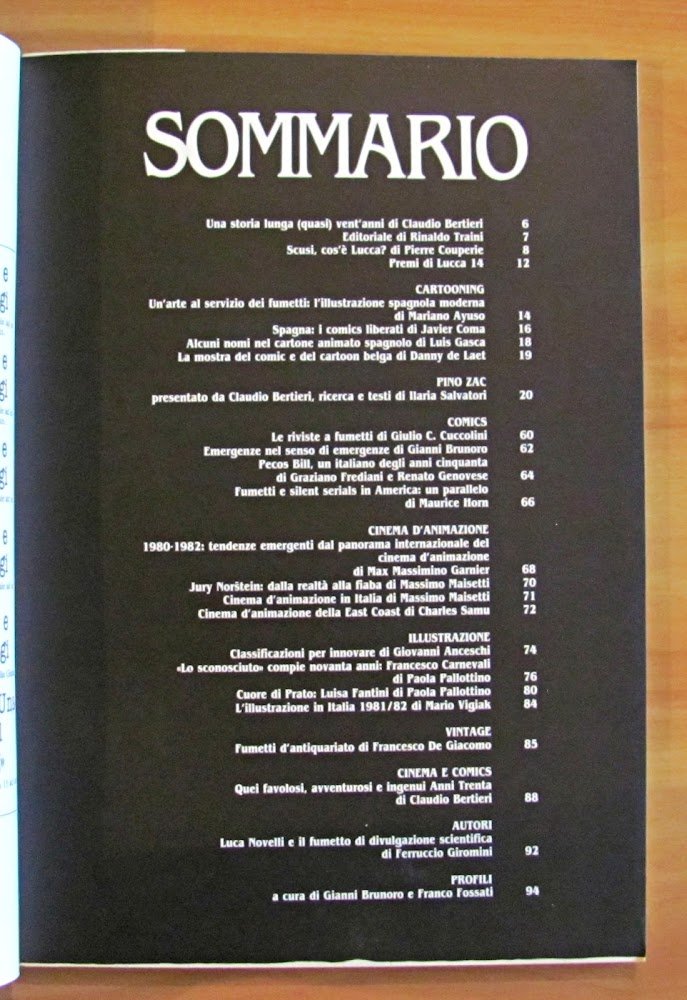 SOMMARIO
Una storia lunga (quasi) vent'anni di Claudio Bertieri 6
Editoriale di Rinaldo Traini 7
Scusi, cos'è Lucca? di Pierre Couperie 8
Premi di Lucca 14 12
CARTOONING
Un'arte al servizio dei fumetti: l'illustrazione spagnola moderna
di Mariano Ayuso 14
Spagna: i comics liberati di Javier Coma 16
Alcuni nomi nel cartone animato spagnolo di Luis Gasca 18
La mostra del comic e del cartoon belga di Danny de Laet 19
PINO ZAC
presentato da Claudio Bertieri, ricerca e testi di Ilaria Salvatori 20
COMICS
Le riviste a fumetti di Giulio C. Cuccolini 60
Emergenze nel senso di emergenze di Gianni Brunoro 62
Pecos Bill, un italiano degli anni cinquanta
di Graziano Frediani e Renato Genovese 64
Fumetti e silent serials in America: un parallelo
di Maurice Horn 66
CINEMA D'ANIMAZIONE
1980-1982: tendenze emergenti dal panorama internazionale del
cinema d'animazione
di Max Massimino Garnier 68
Jury Norštein: dalla realtà alla fiaba di Massimo Maisetti 70
Cinema d'animazione in Italia di Massimo Maisetti 71
Cinema d'animazione della East Coast di Charles Samu 72
ILLUSTRAZIONE
Classificazioni per innovare di Giovanni Anceschi 74
«Lo sconosciuto» compie novanta anni: Francesco Carnevali
di Paola Pallottino 76
Cuore di Prato: Luisa Fantini di Paola Pallottino 80
L'illustrazione in Italia 1981/82 di Mario Vigiak 84
VINTAGE
Fumetti d'antiquariato di Francesco De Giacomo 85
CINEMA E COMICS
Quei favolosi, avventurosi e ingenui Anni Trenta
di Claudio Bertieri 88
AUTORI
Luca Novelli e il fumetto di divulgazione scientifica
di Ferruccio Giromini 92
PROFILI
a cura di Gianni Brunoro e Franco Fossati 94